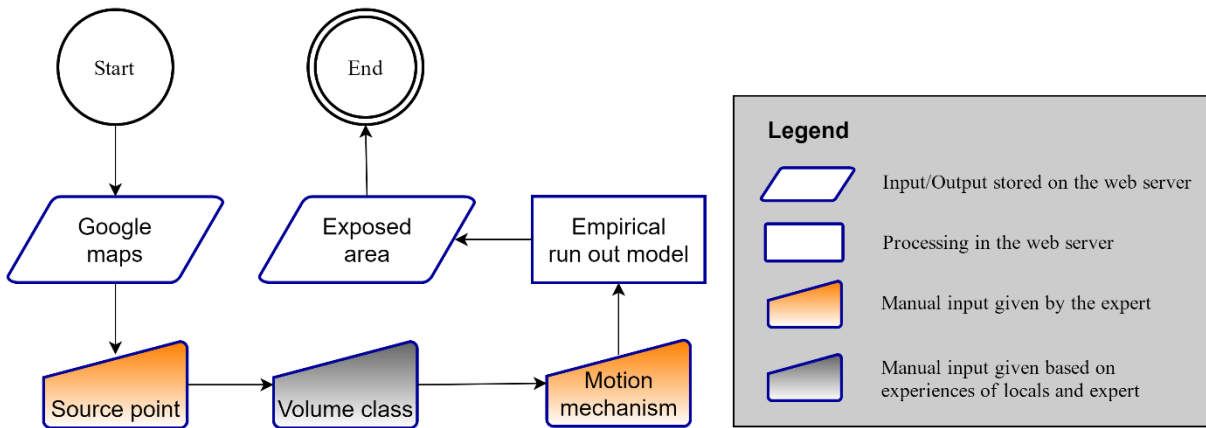 Start
End
Google
maps
Exposed
area
Empirical
run out model
Source point
Volume class
Motion
mechanism
Legend
Input/Output stored on the web server
Processing in the web server
Manual input given by the expert
Manual input given based on
experiences of locals and expert